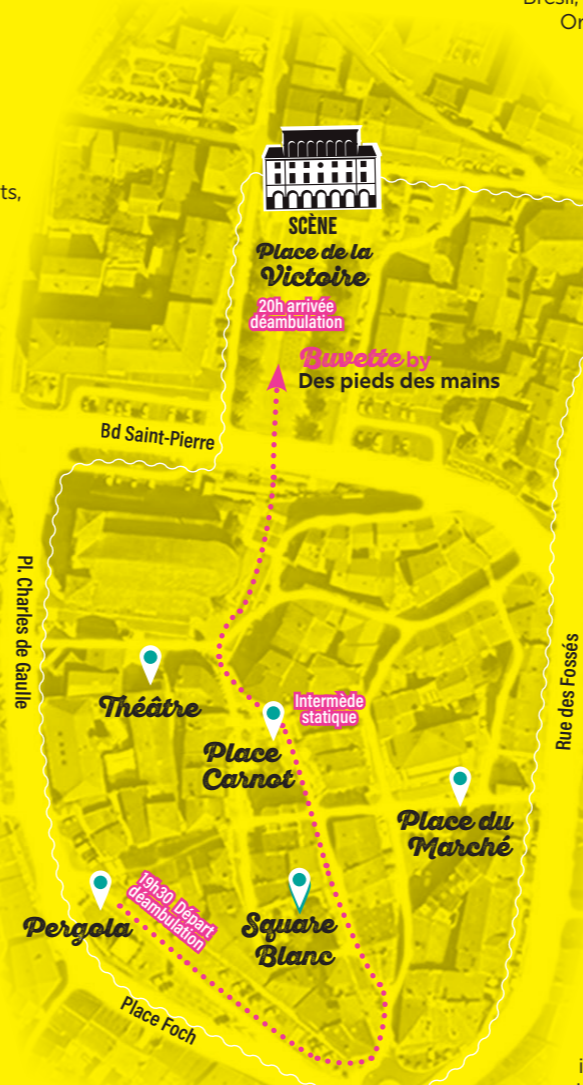 Brésil,
ts,
SCÈNE
Place de la
Victoire
20h arrivée
déambulation
Buvette by
Des pieds des mains
Bd Saint-Pierre
Pl. Charles de Gaulle
Rue des Fossés
Théâtre
Intermède
statique
Place
Carnot
Place du
Marché
19h30 Départ
déambulation
Pergola
Square
Blanc
Place Foch